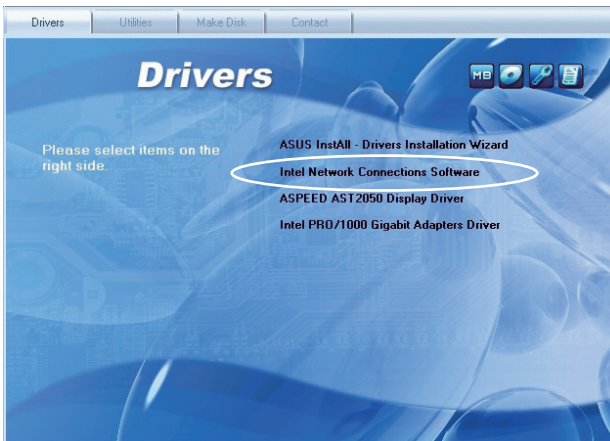 Drivers
Utilities
Make Disk
Contact
Drivers
MB
Please select items on the
right side.
ASUS InstAll - Drivers Installation Wizard
Intel Network Connections Software
ASPEED AST2050 Display Driver
Intel PRO/1000 Gigabit Adapters Driver